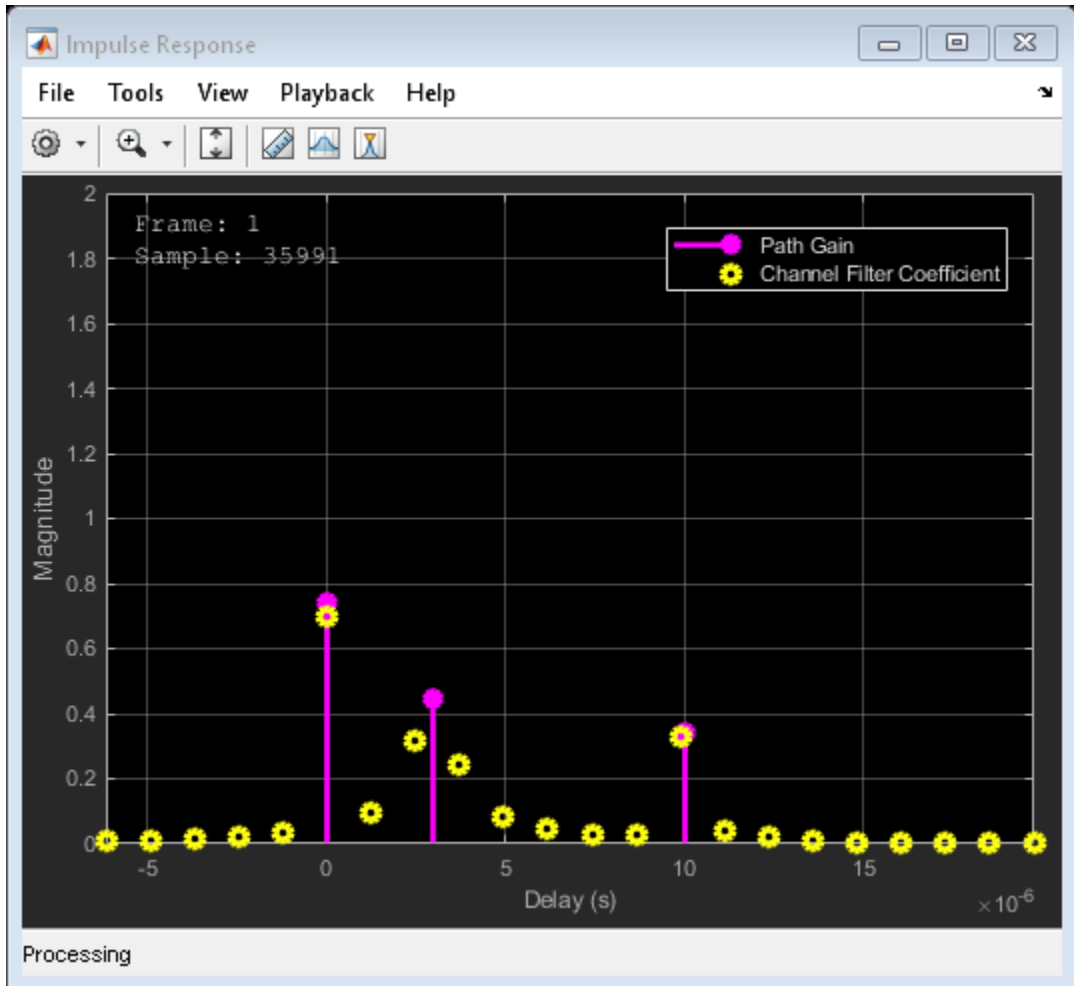 Impulse Response
File Tools View Playback Help
Frame: 1
Sample: 35991
Path Gain
Channel Filter Coefficient
Magnitude
2
1.8
1.6
1.4
1.2
1
0.8
0.6
0.4
0.2
0
-5 0 5 10 15
Delay (s)
×10⁻⁶
Processing